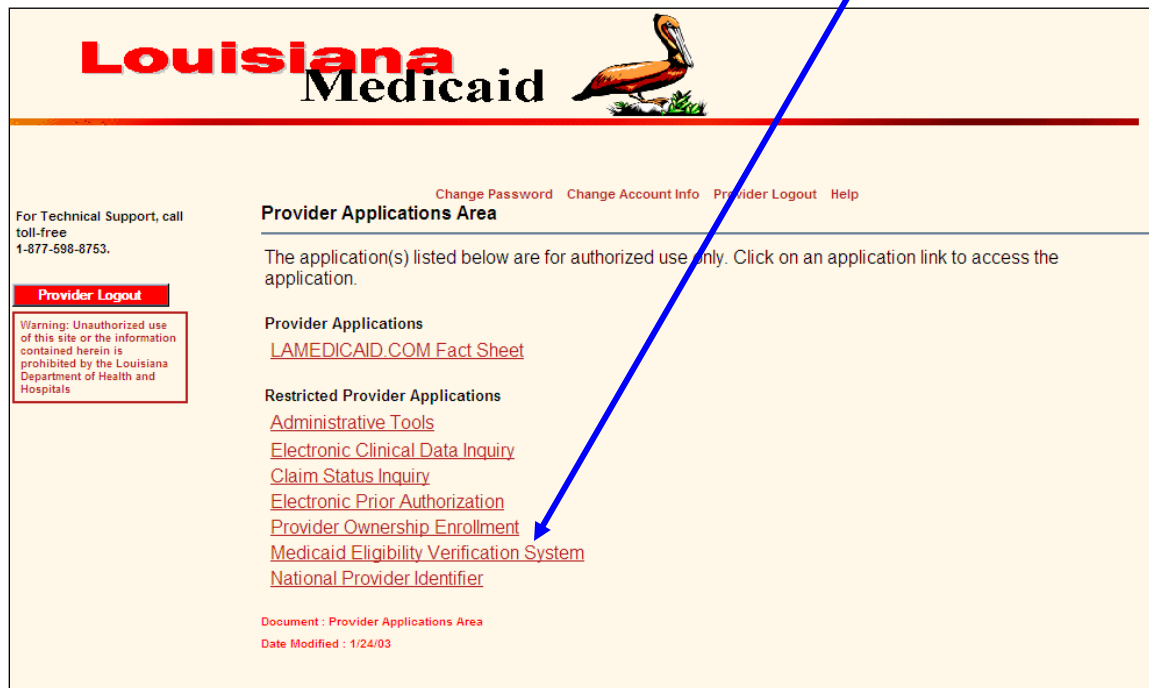 Louisiana
Medicaid
Change Password Change Account Info Provider Logout Help
For Technical Support, call
toll-free
1-877-598-8753.
Provider Logout
Warning: Unauthorized use
of this site or the information
contained herein is
prohibited by the Louisiana
Department of Health and
Hospitals
Provider Applications Area
The application(s) listed below are for authorized use only. Click on an application link to access the
application.
Provider Applications
LAMEDICAID.COM Fact Sheet
Restricted Provider Applications
Administrative Tools
Electronic Clinical Data Inquiry
Claim Status Inquiry
Electronic Prior Authorization
Provider Ownership Enrollment
Medicaid Eligibility Verification System
National Provider Identifier
Document : Provider Applications Area
Date Modified : 1/24/03